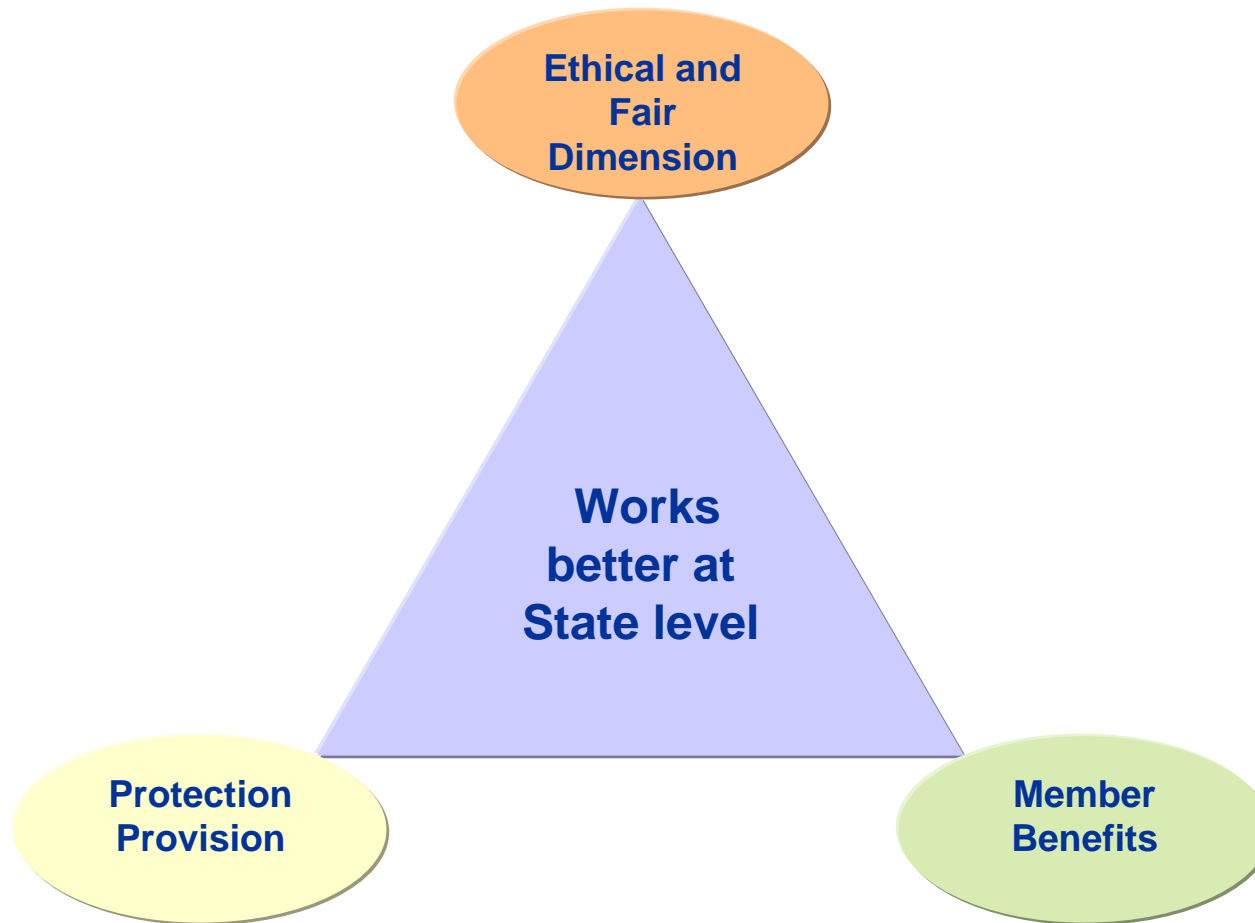 Ethical and
Fair
Dimension
Works
better at
State level
Protection
Provision
Member
Benefits